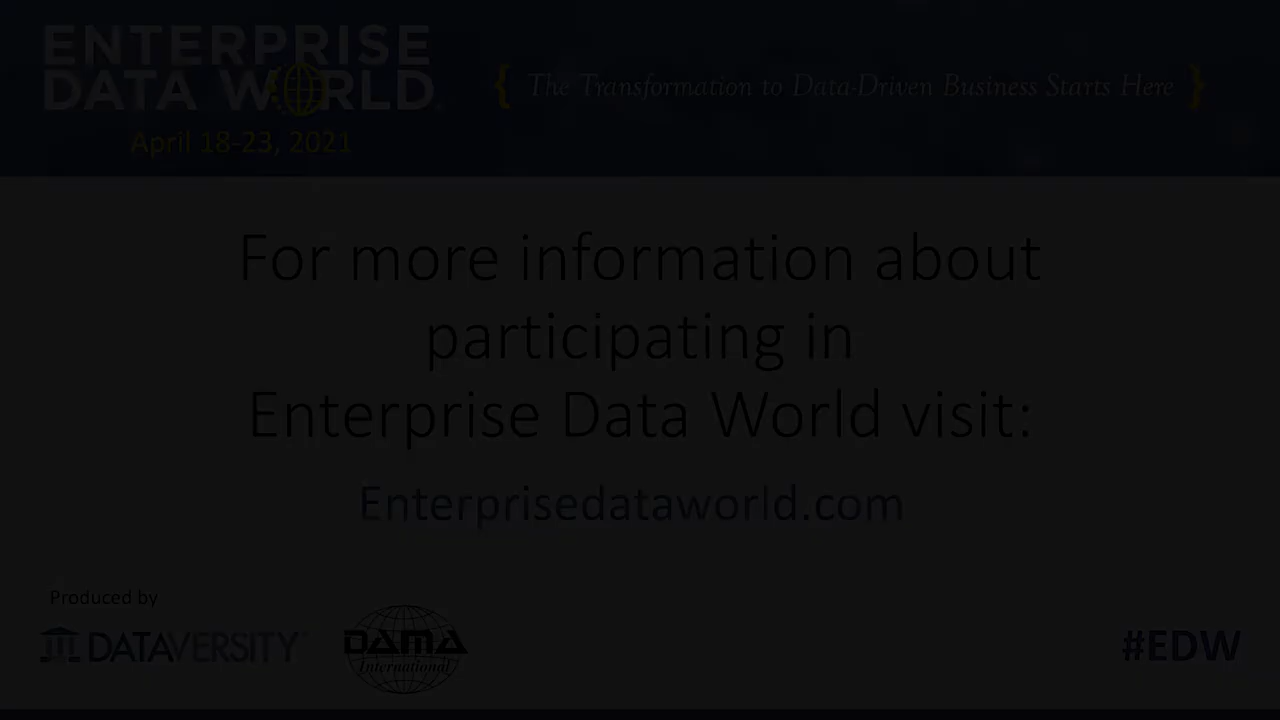 ENTERPRISE
DATA WORLD
April 18-23, 2021
{ The Transformation to Data-Driven Business Starts Here }
For more information about
participating in
Enterprise Data World visit:
Enterprisedataworld.com
Produced by
DATAVERSITY
DAMA
International
#EDW